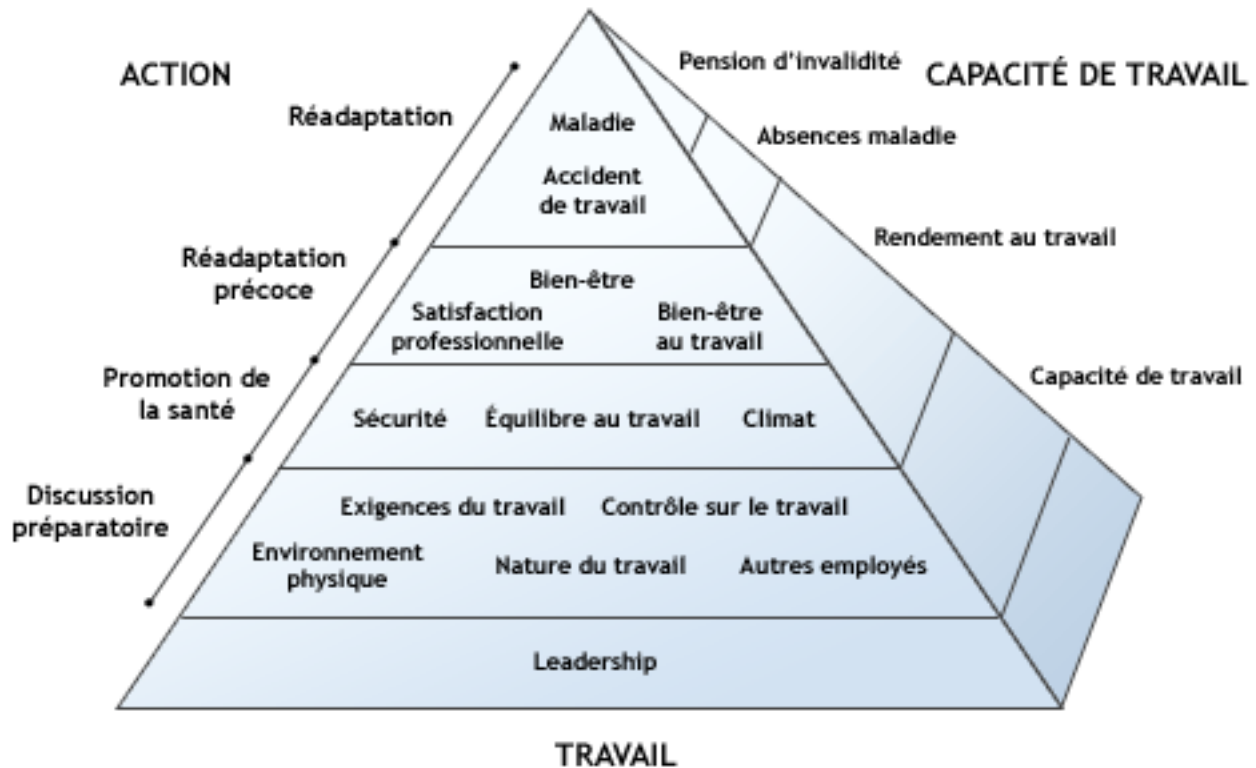 ACTION
CAPACITÉ DE TRAVAIL
Pension d'invalidité
Réadaptation
Maladie
Absences maladie
Accident
de travail
Rendement au travail
Réadaptation
précoce
Bien-être
Satisfaction
professionnelle
Bien-être
au travail
Promotion de
la santé
Capacité de travail
Sécurité
Équilibre au travail
Climat
Discussion
préparatoire
Exigences du travail
Contrôle sur le travail
Environnement
physique
Nature du travail
Autres employés
Leadership
TRAVAIL